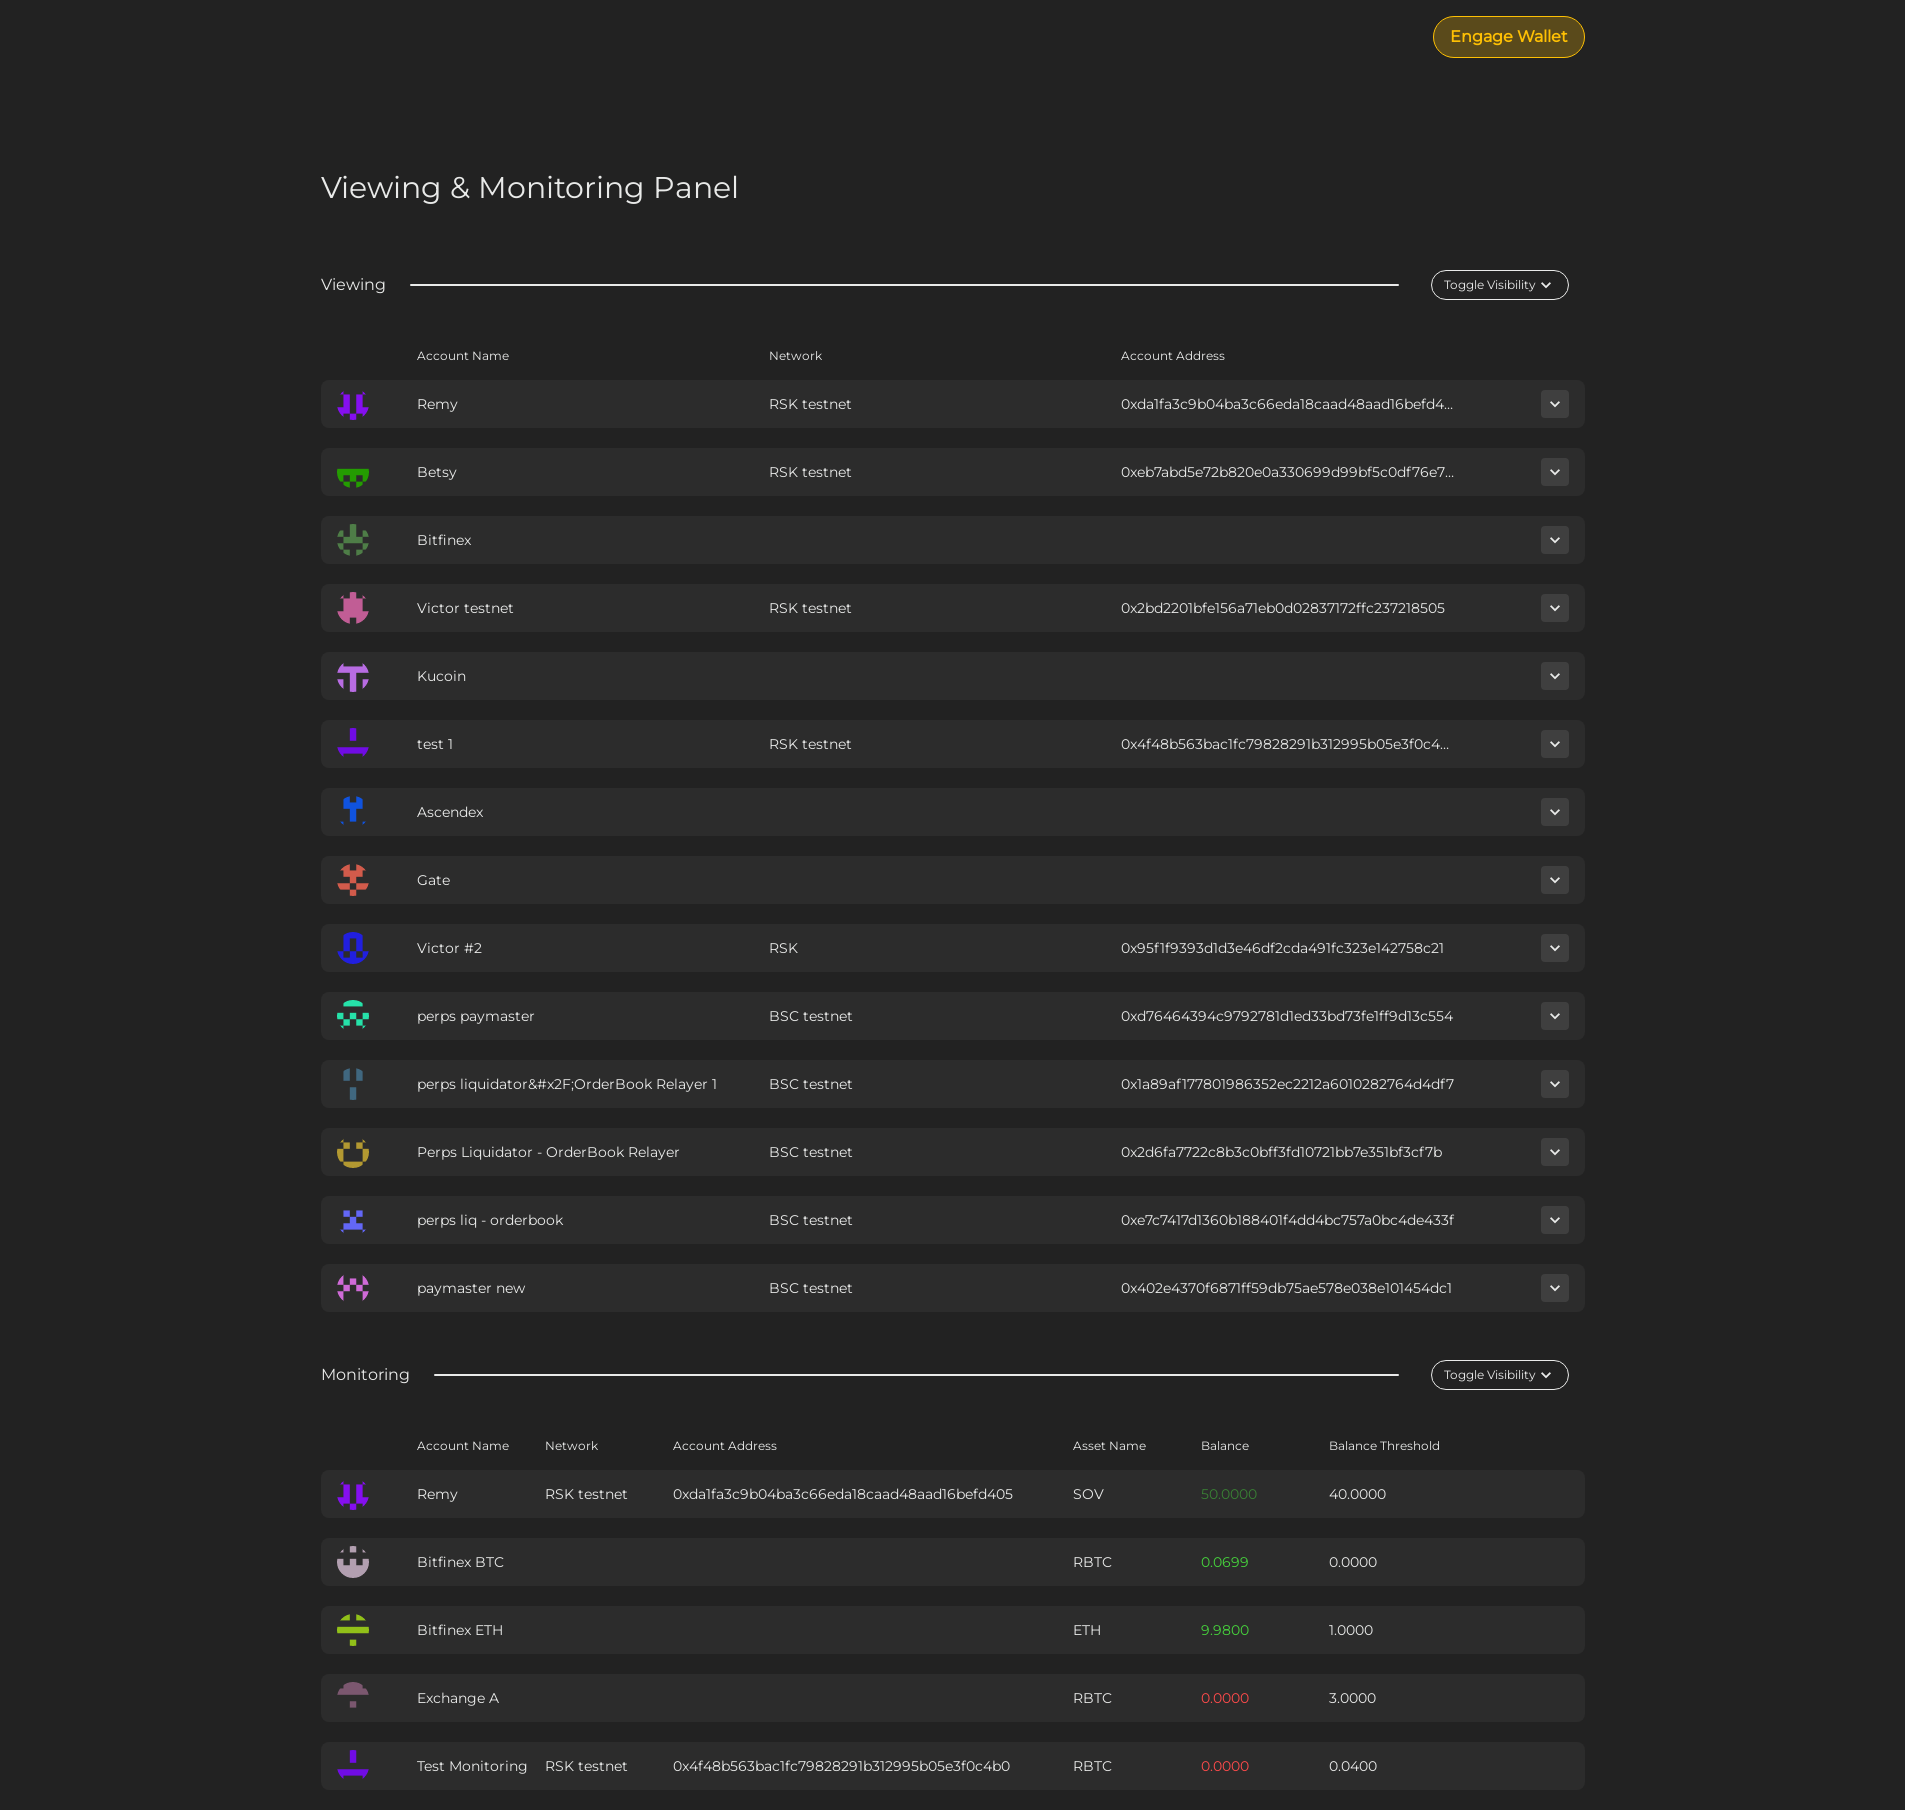 Engage Wallet
Viewing & Monitoring Panel
Viewing Toggle Visibility
Account Name Network Account Address
Remy RSK testnet 0xda1fa3c9b04ba3c66eda18caad48aad16befd4...
Betsy RSK testnet 0xeb7abd5e72b820e0a330699d99bf5c0df76e7...
Bitfinex
Victor testnet RSK testnet 0x2bd2201bfe156a71eb0d02837172ffc237218505
Kucoin
test 1 RSK testnet 0x4f48b563bac1fc79828291b312995b05e3f0c4...
Ascendex
Gate
Victor #2 RSK 0x95f1f9393d1d3e46df2cda491fc323e142758c21
perps paymaster BSC testnet 0xd76464394c9792781d1ed33bd73fe1ff9d13c554
perps liquidator&#x2F;OrderBook Relayer 1 BSC testnet 0x1a89af177801986352ec2212a6010282764d4df7
Perps Liquidator - OrderBook Relayer BSC testnet 0x2d6fa7722c8b3c0bff3fd10721bb7e351bf3cf7b
perps liq - orderbook BSC testnet 0xe7c7417d1360b188401f4dd4bc757a0bc4de433f
paymaster new BSC testnet 0x402e4370f6871ff59db75ae578e038e101454dc1
Monitoring Toggle Visibility
Account Name Network Account Address Asset Name Balance Balance Threshold
Remy RSK testnet 0xda1fa3c9b04ba3c66eda18caad48aad16befd405 SOV 50.0000 40.0000
Bitfinex BTC RBTC 0.0699 0.0000
Bitfinex ETH ETH 9.9800 1.0000
Exchange A RBTC 0.0000 3.0000
Test Monitoring RSK testnet 0x4f48b563bac1fc79828291b312995b05e3f0c4b0 RBTC 0.0000 0.0400